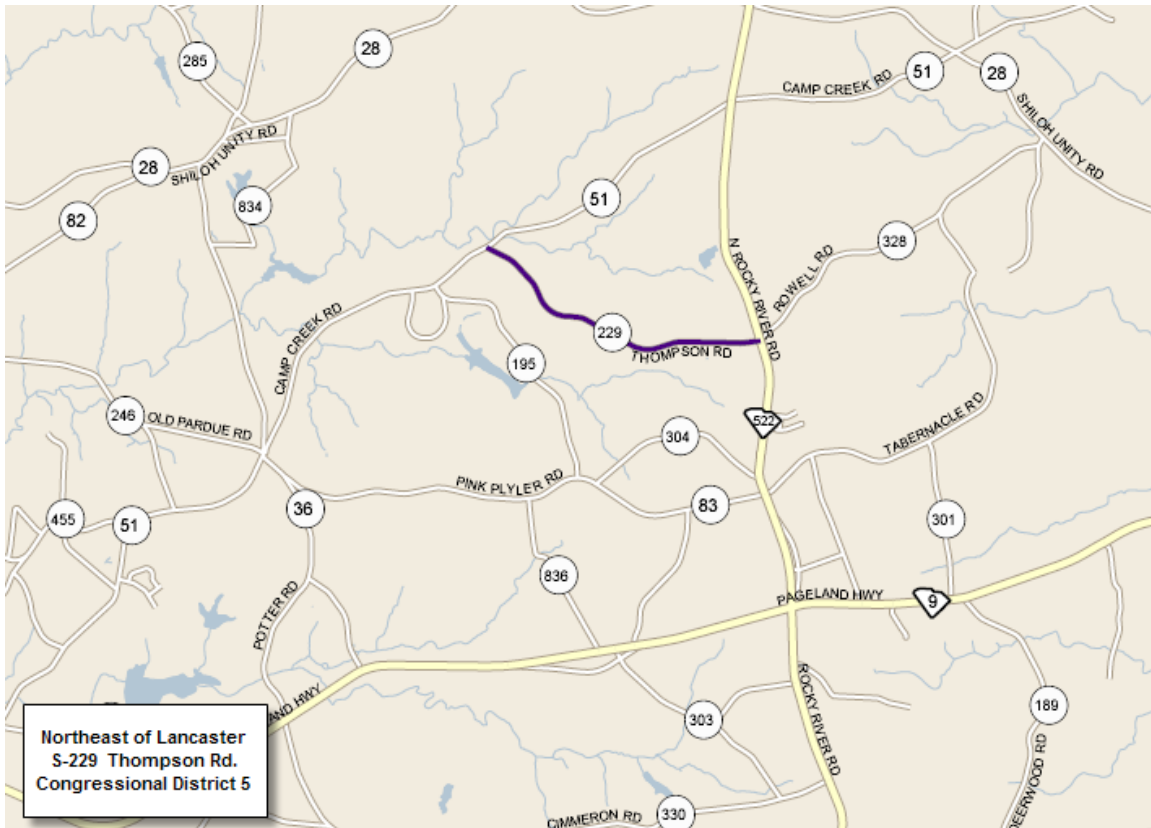 28
285
51
28
CAMP CREEK RD
SHILOH UNITY RD
SHILOH UNITY RD
28
51
834
82
328
ROWELL RD
N ROCKY RIVER RD
229
THOMPSON RD
CAMP CREEK RD
195
246
OLD PARDUE RD
522
304
TABERNACLE RD
PINK PLYLER RD
83
36
455
51
301
836
POTTER RD
PAGELAND HWY
9
LAND HWY
303
189
ROCKY RIVER RD
DEERWOOD RD
330
CIMMERON RD
Northeast of Lancaster
S-229 Thompson Rd.
Congressional District 5